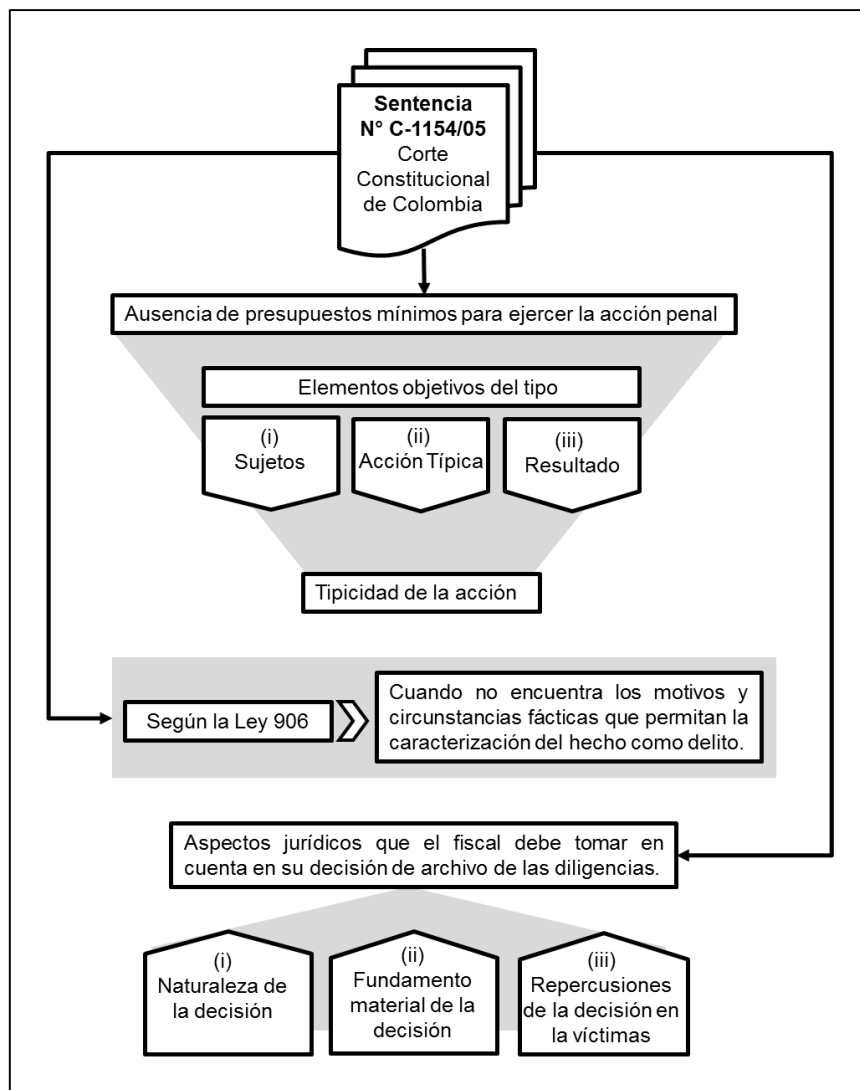 Sentencia
N° C-1154/05
Corte
Constitucional
de Colombia
Ausencia de presupuestos mínimos para ejercer la acción penal
Elementos objetivos del tipo
(i)
Sujetos
(ii)
Acción Típica
(iii)
Resultado
Tipicidad de la acción
Según la Ley 906
Cuando no encuentra los motivos y
circunstancias fácticas que permitan la
caracterización del hecho como delito.
Aspectos jurídicos que el fiscal debe tomar en
cuenta en su decisión de archivo de las diligencias.
(i)
Naturaleza de
la decisión
(ii)
Fundamento
material de la
decisión
(iii)
Repercusiones
de la decisión en
la víctimas